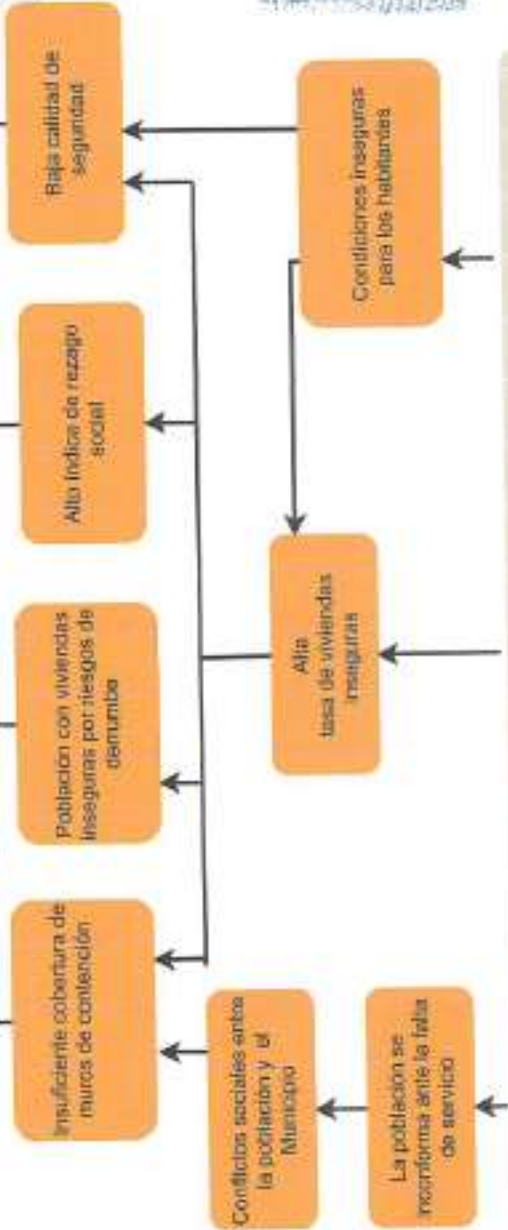 Insuficiente cobertura de
muros de contención
Población con viviendas
inseguras por riesgos de
derrumbe
Alto índice de rezago
social
Baja calidad de
seguridad
Conflictos sociales entre
la población y el
Municipio
Alta
tasa de viviendas
inseguras
Condiciones inseguras
para los habitantes
La población se
inconforma ante la falta
de servicio